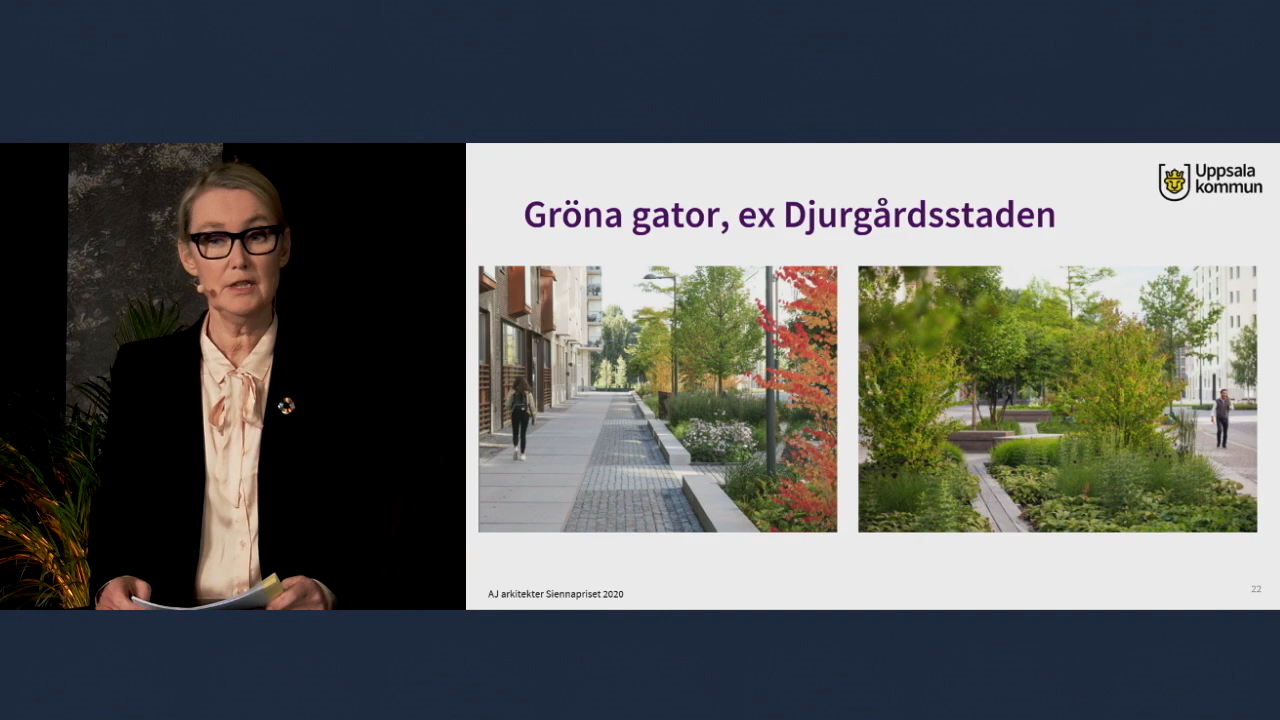 Uppsala
kommun
Gröna gator, ex Djurgårdsstaden
AJ arkitekter Siennapriset 2020
22